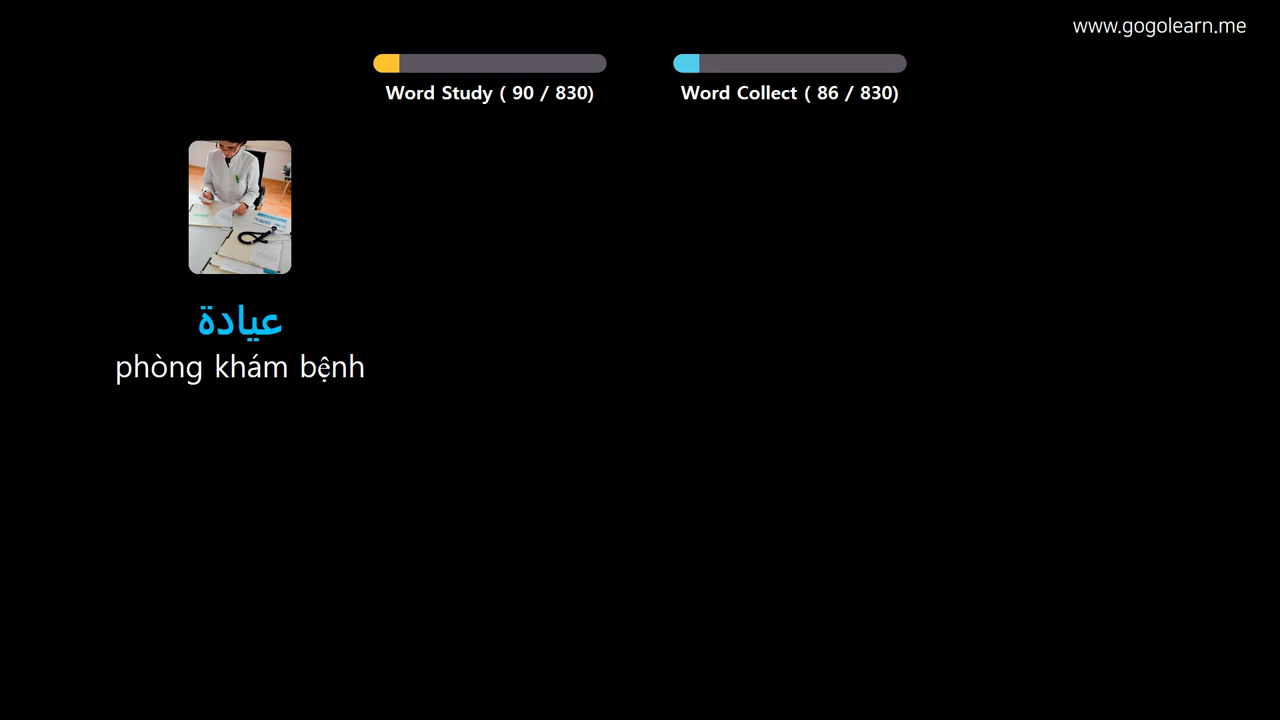 www.gogolearn.me
Word Study ( 90 / 830)
Word Collect ( 86 / 830)
عيادة
phòng khám bệnh